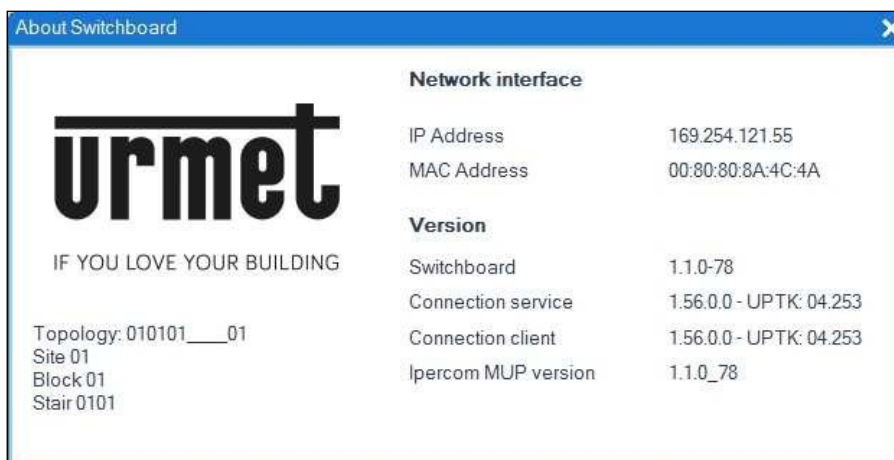 About Switchboard
urmet
IF YOU LOVE YOUR BUILDING
Topology: 010101____01
Site 01
Block 01
Stair 0101
Network interface
IP Address 169.254.121.55
MAC Address 00:80:80:8A:4C:4A
Version
Switchboard 1.1.0-78
Connection service 1.56.0.0 - UPTK: 04.253
Connection client 1.56.0.0 - UPTK: 04.253
Ipercom MUP version 1.1.0_78